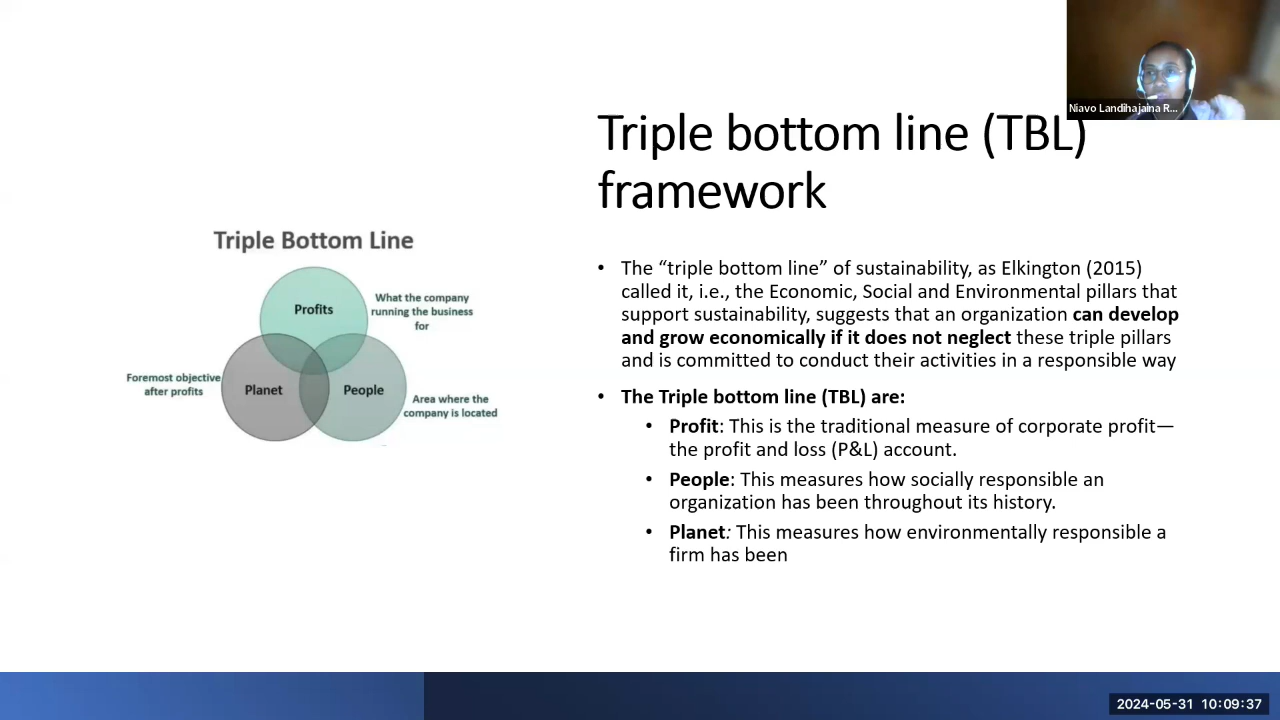 Niavo Landihajaina R...
Triple bottom line (TBL)
framework
Triple Bottom Line
Profits
What the company
running the business
for
Planet
People
Foremost objective
after profits
Area where the
company is located
• The “triple bottom line” of sustainability, as Elkington (2015)
called it, i.e., the Economic, Social and Environmental pillars that
support sustainability, suggests that an organization can develop
and grow economically if it does not neglect these triple pillars
and is committed to conduct their activities in a responsible way
• The Triple bottom line (TBL) are:
• Profit: This is the traditional measure of corporate profit—
the profit and loss (P&L) account.
• People: This measures how socially responsible an
organization has been throughout its history.
• Planet: This measures how environmentally responsible a
firm has been
2024-05-31 10:09:37